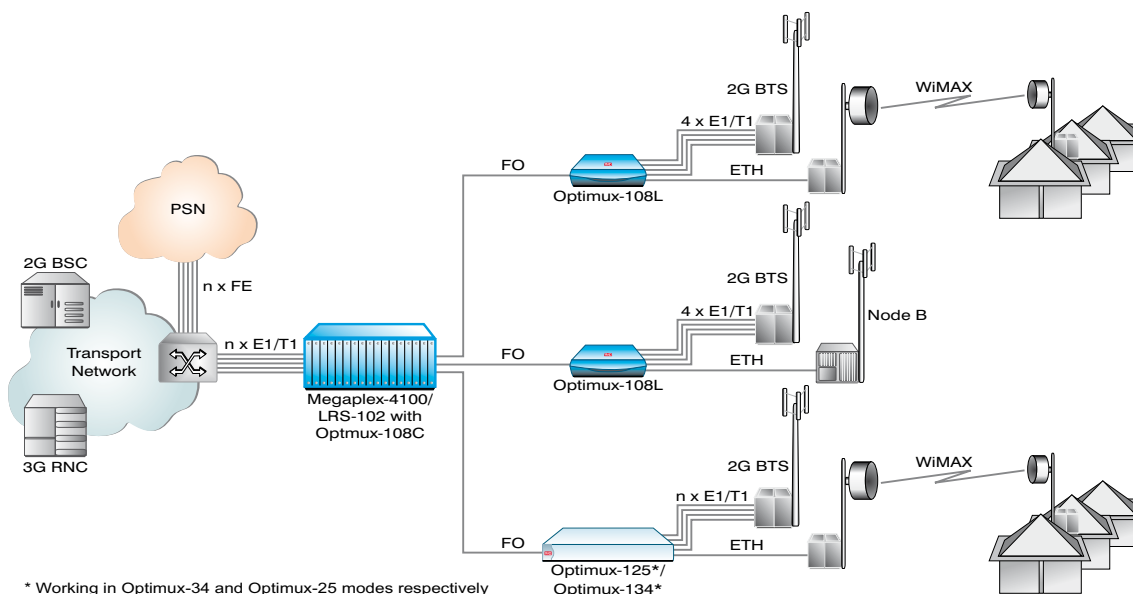 2G BTS
WiMAX
4 x E1/T1
FO
ETH
Optimux-108L
PSN
2G BSC
n x FE
2G BTS
4 x E1/T1
Node B
Transport
Network
n x E1/T1
FO
ETH
Optimux-108L
Megaplex-4100/
LRS-102 with
Optmux-108C
3G RNC
2G BTS
WiMAX
n x E1/T1
FO
ETH
Optimux-125*/
Optimux-134*
* Working in Optimux-34 and Optimux-25 modes respectively